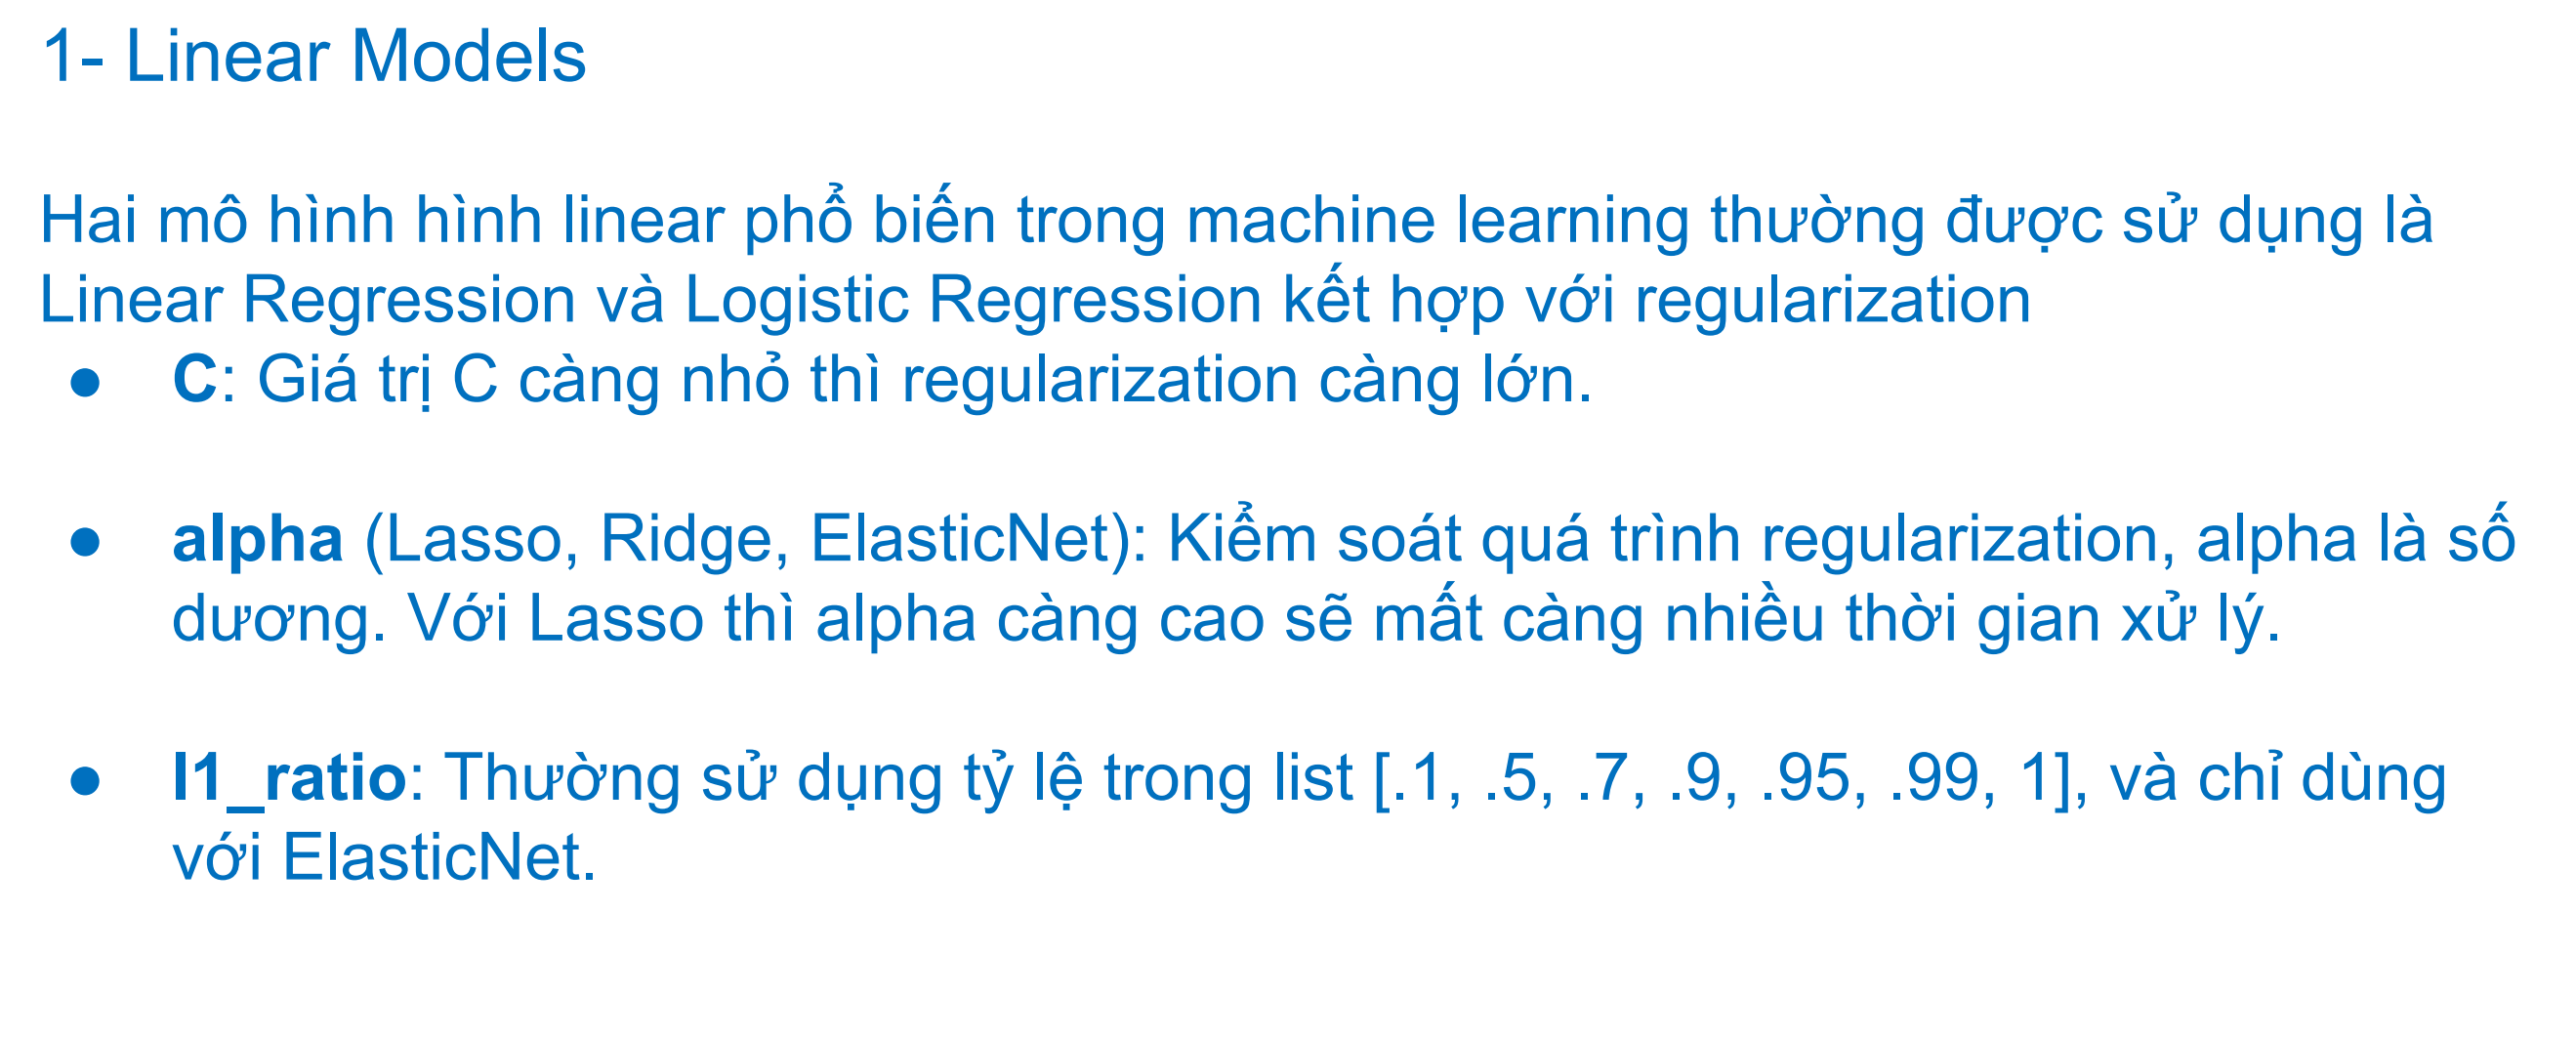 1- Linear Models
Hai mô hình hình linear phổ biến trong machine learning thường được sử dụng là
Linear Regression và Logistic Regression kết hợp với regularization
● C: Giá trị C càng nhỏ thì regularization càng lớn.
● alpha (Lasso, Ridge, ElasticNet): Kiểm soát quá trình regularization, alpha là số
dương. Với Lasso thì alpha càng cao sẽ mất càng nhiều thời gian xử lý.
● l1_ratio: Thường sử dụng tỷ lệ trong list [.1, .5, .7, .9, .95, .99, 1], và chỉ dùng
với ElasticNet.